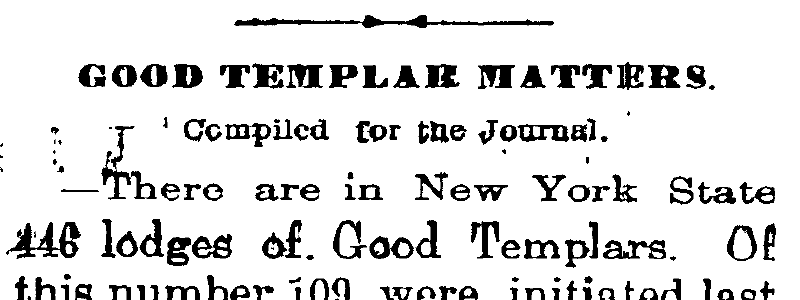 GOOD TEMPLAR MATTERS.
Compiled for the Journal.
—There are in New York State
446 lodges of. Good Templars. Of
this number 109 were initiated last